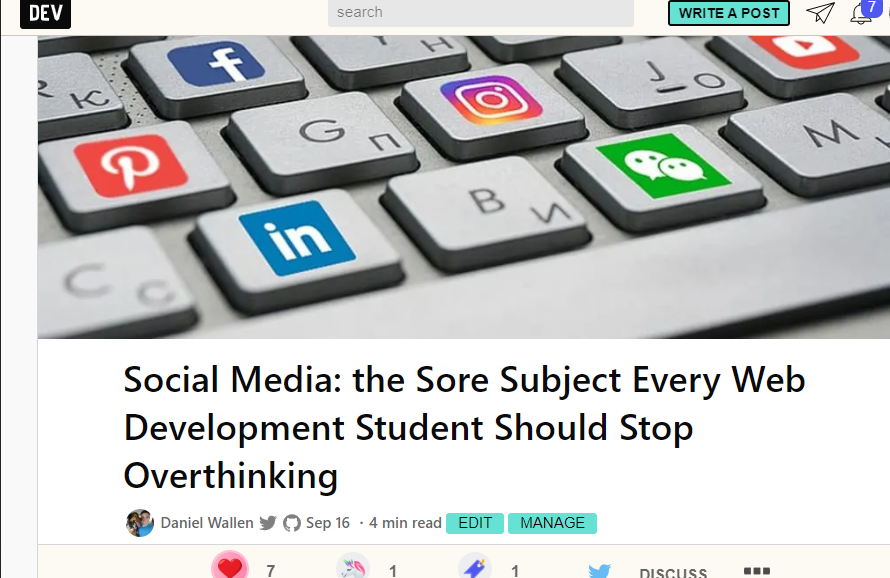 DEV
search
WRITE A POST
7
Y H
J O
К К
G П
M
in
B И
C C
Social Media: the Sore Subject Every Web
Development Student Should Stop
Overthinking
Daniel Wallen Sep 16 · 4 min read EDIT MANAGE
7 1 1 DISCUSS